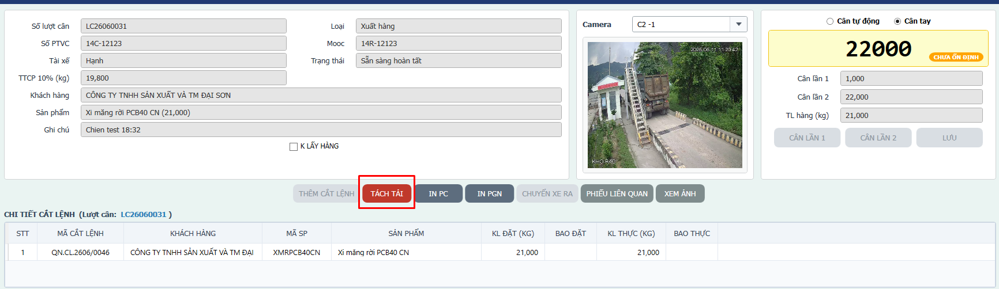 Số lượt cân LC26060031 Loại Xuất hàng
Số PTVC 14C-12123 Mooc 14R-12123
Tài xế Hạnh Trạng thái Sẵn sàng hoàn tất
TTCP 10% (kg) 19,800
Khách hàng CÔNG TY TNHH SẢN XUẤT VÀ TM ĐẠI SƠN
Sản phẩm Xi măng rời PCB40 CN (21,000)
Ghi chú Chien test 18:32
K LẤY HÀNG
Camera C2 -1
2026-06-11 11:20:42
KHO RAC
Cân tự động Cân tay
22000
CHƯA ỔN ĐỊNH
Cân lần 1 1,000
Cân lần 2 22,000
TL hàng (kg) 21,000
CÂN LẦN 1 CÂN LẦN 2 LƯU
THÊM CẮT LỆNH TÁCH TẢI IN PC IN PGN CHUYỂN XE RA PHIẾU LIÊN QUAN XEM ẢNH
CHI TIẾT CẮT LỆNH (Lượt cân: LC26060031 )
STT MÃ CẮT LỆNH KHÁCH HÀNG MÃ SP SẢN PHẨM KL ĐẶT (KG) BAO ĐẶT KL THỰC (KG) BAO THỰC
1 QN.CL.2606/0046 CÔNG TY TNHH SẢN XUẤT VÀ TM ĐẠI XMRPCB40CN Xi măng rời PCB40 CN 21,000 21,000